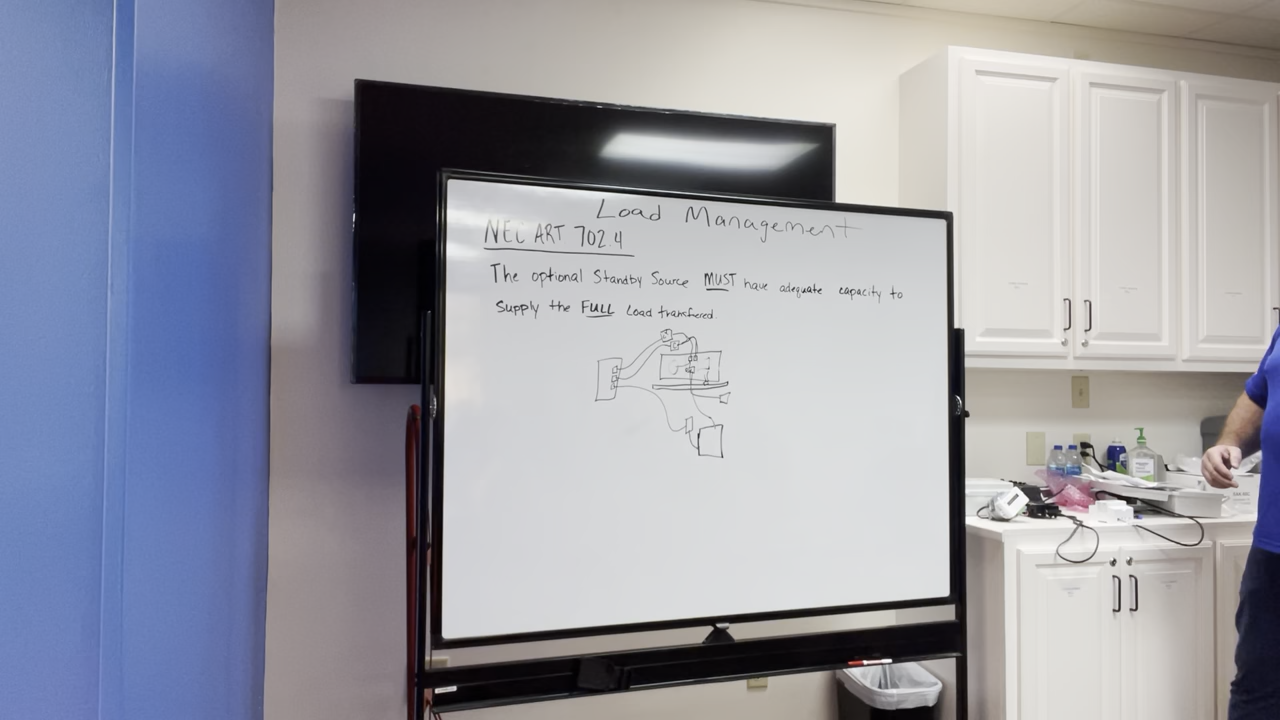 Load Management
NEC ART 702.4
The optional Standby Source MUST have adequate capacity to
Supply the FULL Load transfered.